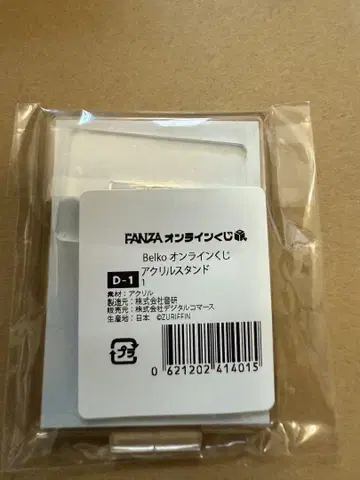 FANZA オンラインくじ
Belko オンラインくじ
D-1 アクリルスタンド
1
素材：アクリル
製造元：株式会社音研
販売元：株式会社デジタルコマース
生産地：日本 ©ZURIFFIN
プラ
0 621202 414015